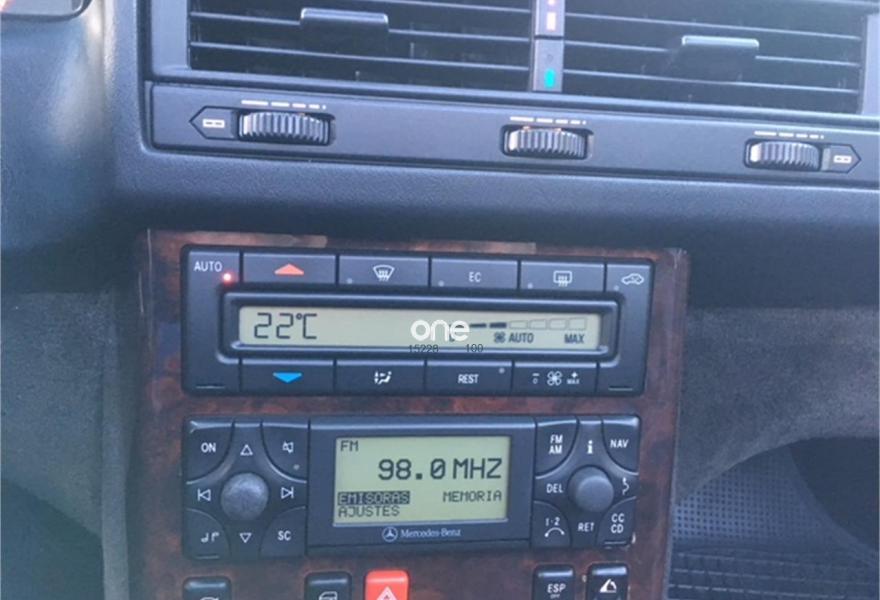 AUTO
EC
22°C
one
AUTO MAX
15228 100
REST
0 MAX
ON
FM
98.0 MHZ
EMISORAS MEMORIA
AJUSTES
Mercedes-Benz
SC
FM
AM
i
NAV
DEL
1·2
RET
CC
CD
ESP
OFF